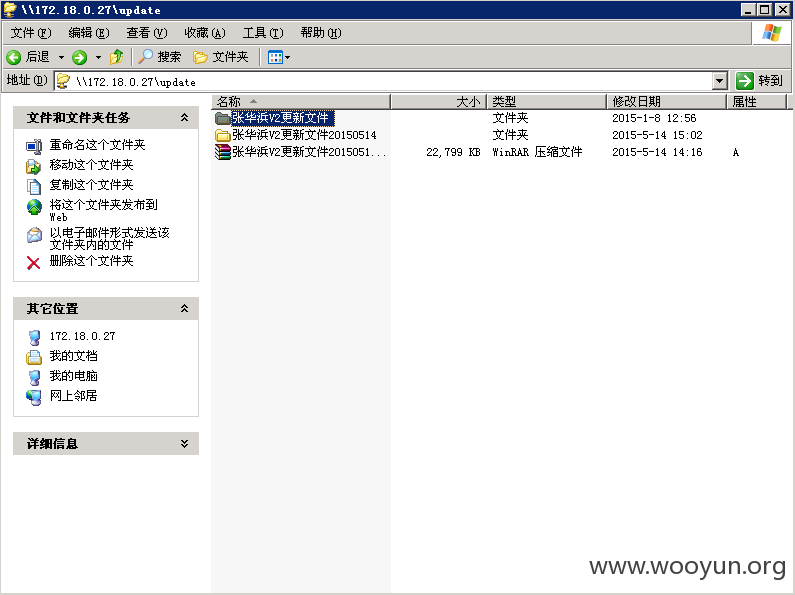 \\172.18.0.27\update
文件(F) 编辑(E) 查看(V) 收藏(A) 工具(T) 帮助(H)
后退 搜索 文件夹
地址(D) \\172.18.0.27\update 转到
文件和文件夹任务
重命名这个文件夹
移动这个文件夹
复制这个文件夹
将这个文件夹发布到
Web
以电子邮件形式发送该
文件夹内的文件
删除这个文件夹
其它位置
172.18.0.27
我的文档
我的电脑
网上邻居
详细信息
名称 大小 类型 修改日期 属性
张华浜V2更新文件 文件夹 2015-1-8 12:56
张华浜V2更新文件20150514 文件夹 2015-5-14 15:02
张华浜V2更新文件2015051... 22,799 KB WinRAR 压缩文件 2015-5-14 14:16 A
www.wooyun.org